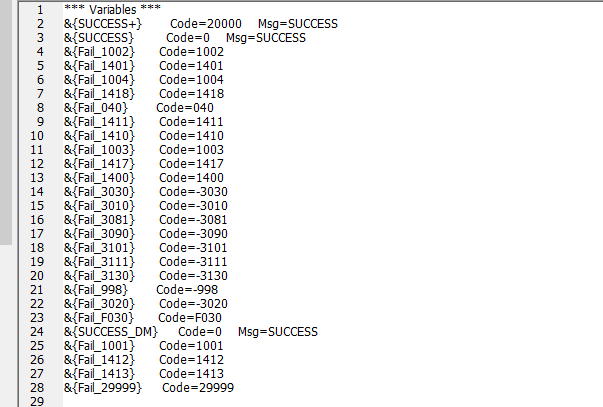 1 *** Variables ***
2 &{SUCCESS+} Code=20000 Msg=SUCCESS
3 &{SUCCESS} Code=0 Msg=SUCCESS
4 &{Fail_1002} Code=1002
5 &{Fail_1401} Code=1401
6 &{Fail_1004} Code=1004
7 &{Fail_1418} Code=1418
8 &{Fail_040} Code=040
9 &{Fail_1411} Code=1411
10 &{Fail_1410} Code=1410
11 &{Fail_1003} Code=1003
12 &{Fail_1417} Code=1417
13 &{Fail_1400} Code=1400
14 &{Fail_3030} Code=-3030
15 &{Fail_3010} Code=-3010
16 &{Fail_3081} Code=-3081
17 &{Fail_3090} Code=-3090
18 &{Fail_3101} Code=-3101
19 &{Fail_3111} Code=-3111
20 &{Fail_3130} Code=-3130
21 &{Fail_998} Code=-998
22 &{Fail_3020} Code=-3020
23 &{Fail_F030} Code=F030
24 &{SUCCESS_DM} Code=0 Msg=SUCCESS
25 &{Fail_1001} Code=1001
26 &{Fail_1412} Code=1412
27 &{Fail_1413} Code=1413
28 &{Fail_29999} Code=29999
29